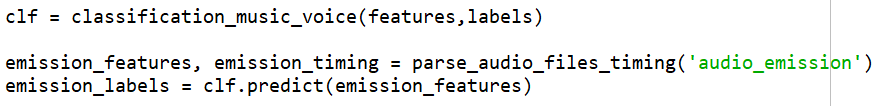 clf = classification_music_voice(features,labels)
emission_features, emission_timing = parse_audio_files_timing('audio_emission')
emission_labels = clf.predict(emission_features)